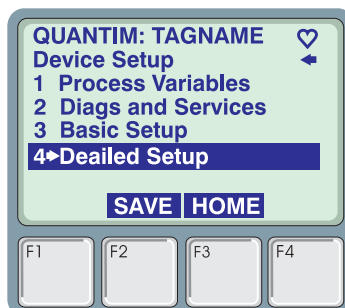 QUANTIM: TAGNAME
Device Setup
1 Process Variables
2 Diags and Services
3 Basic Setup
4 Deailed Setup
SAVE HOME
F1 F2 F3 F4